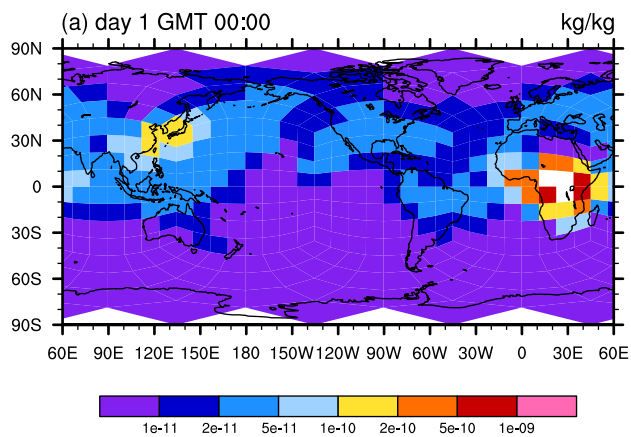 (a) day 1 GMT 00:00 kg/kg
90N
60N
30N
0
30S
60S
90S
60E 90E 120E 150E 180 150W 120W 90W 60W 30W 0 30E 60E
1e-11 2e-11 5e-11 1e-10 2e-10 5e-10 1e-09